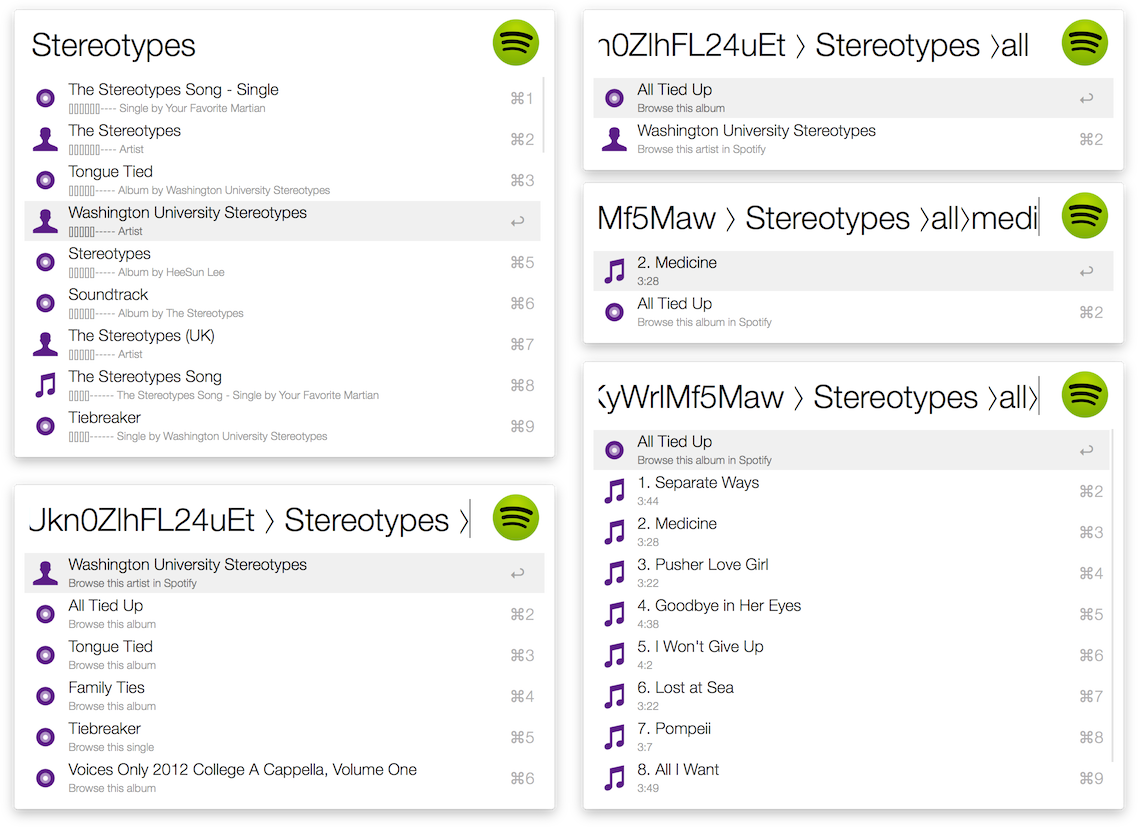 Stereotypes
The Stereotypes Song - Single
⌘1
▯▯▯▯▯▯---- Single by Your Favorite Martian
The Stereotypes
⌘2
▯▯▯▯▯▯---- Artist
Tongue Tied
⌘3
▯▯▯▯▯----- Album by Washington University Stereotypes
Washington University Stereotypes
↩
▯▯▯▯▯----- Artist
Stereotypes
⌘5
▯▯▯▯▯----- Album by HeeSun Lee
Soundtrack
⌘6
▯▯▯▯▯----- Album by The Stereotypes
The Stereotypes (UK)
⌘7
▯▯▯▯▯----- Artist
The Stereotypes Song
⌘8
▯▯▯▯------ The Stereotypes Song - Single by Your Favorite Martian
Tiebreaker
⌘9
▯▯▯▯------ Single by Washington University Stereotypes
Jkn0ZlhFL24uEt 〉Stereotypes 〉
Washington University Stereotypes
↩
Browse this artist in Spotify
All Tied Up
⌘2
Browse this album
Tongue Tied
⌘3
Browse this album
Family Ties
⌘4
Browse this album
Tiebreaker
⌘5
Browse this single
Voices Only 2012 College A Cappella, Volume One
⌘6
Browse this album
n0ZlhFL24uEt 〉Stereotypes 〉all
All Tied Up
↩
Browse this album
Washington University Stereotypes
⌘2
Browse this artist in Spotify
Mf5Maw 〉Stereotypes 〉all〉medi
2. Medicine
↩
3:28
All Tied Up
⌘2
Browse this album in Spotify
XyWrlMf5Maw 〉Stereotypes 〉all〉
All Tied Up
↩
Browse this album in Spotify
1. Separate Ways
⌘2
3:44
2. Medicine
⌘3
3:28
3. Pusher Love Girl
⌘4
3:22
4. Goodbye in Her Eyes
⌘5
4:38
5. I Won't Give Up
⌘6
4:2
6. Lost at Sea
⌘7
3:22
7. Pompeii
⌘8
3:7
8. All I Want
⌘9
3:49